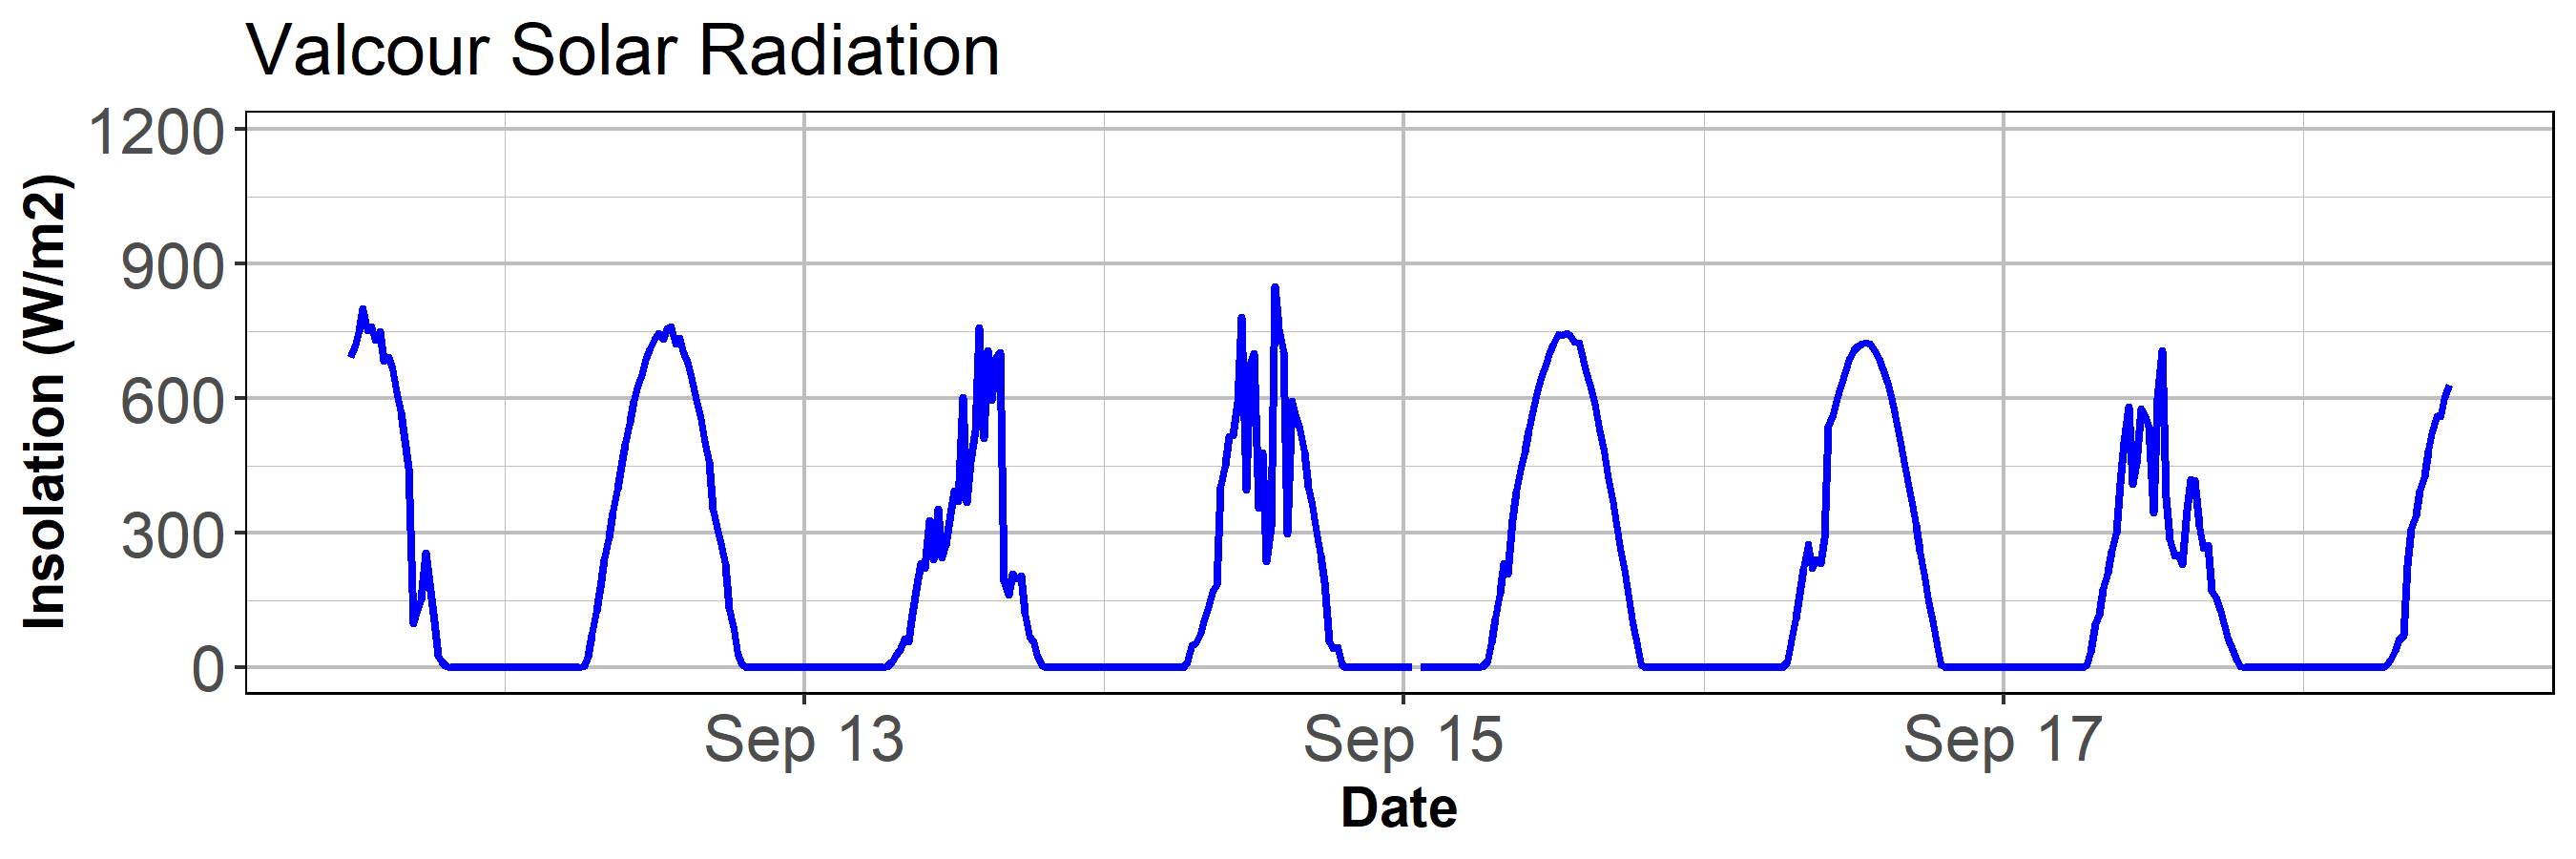 Valcour Solar Radiation
1200
900
600
300
0
Insolation (W/m2)
Sep 13
Sep 15
Sep 17
Date